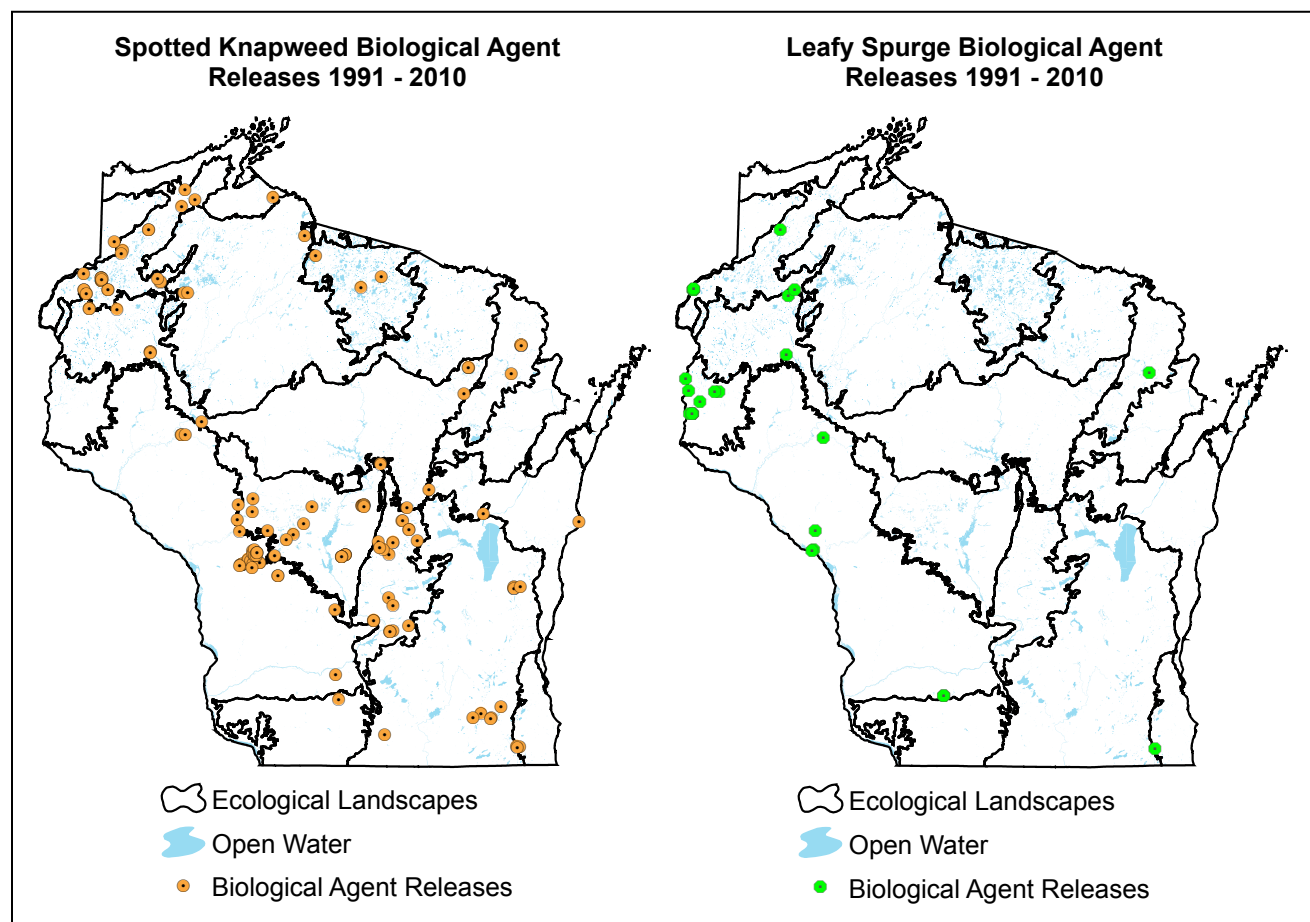 Spotted Knapweed Biological Agent
Releases 1991 - 2010
Leafy Spurge Biological Agent
Releases 1991 - 2010
Ecological Landscapes
Open Water
Biological Agent Releases
Ecological Landscapes
Open Water
Biological Agent Releases